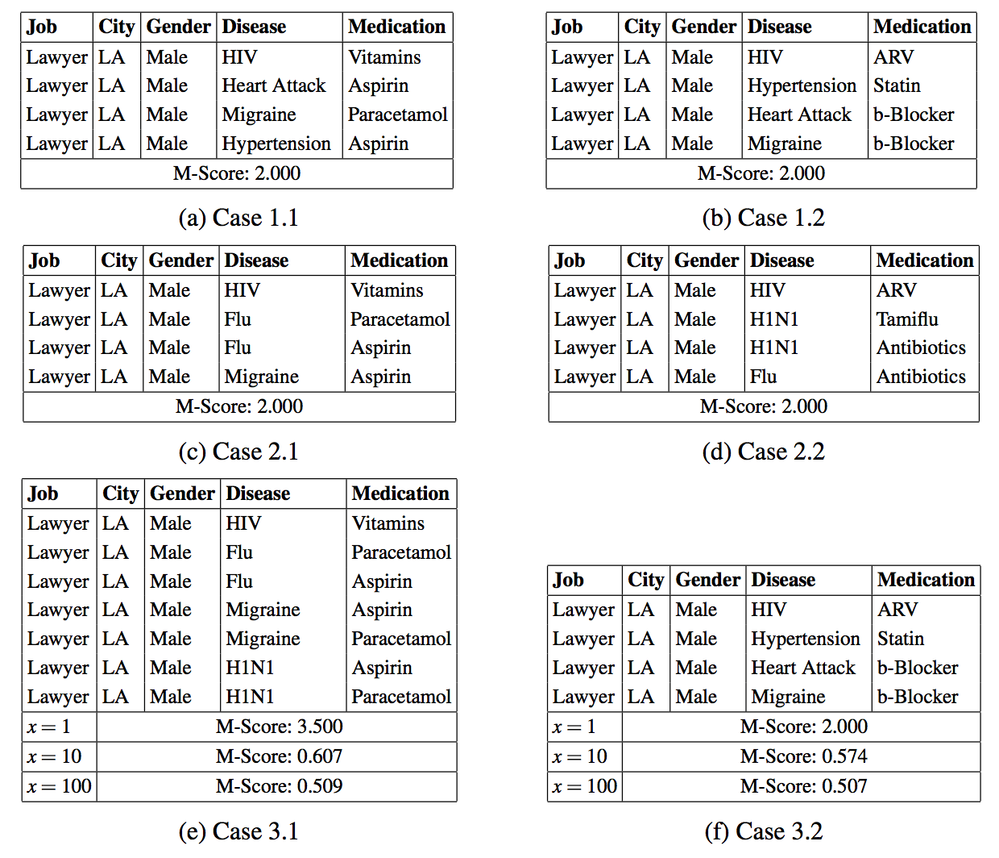 Job City Gender Disease Medication
Lawyer LA Male HIV Vitamins
Lawyer LA Male Heart Attack Aspirin
Lawyer LA Male Migraine Paracetamol
Lawyer LA Male Hypertension Aspirin
M-Score: 2.000
(a) Case 1.1
Job City Gender Disease Medication
Lawyer LA Male HIV ARV
Lawyer LA Male Hypertension Statin
Lawyer LA Male Heart Attack b-Blocker
Lawyer LA Male Migraine b-Blocker
M-Score: 2.000
(b) Case 1.2
Job City Gender Disease Medication
Lawyer LA Male HIV Vitamins
Lawyer LA Male Flu Paracetamol
Lawyer LA Male Flu Aspirin
Lawyer LA Male Migraine Aspirin
M-Score: 2.000
(c) Case 2.1
Job City Gender Disease Medication
Lawyer LA Male HIV ARV
Lawyer LA Male H1N1 Tamiflu
Lawyer LA Male H1N1 Antibiotics
Lawyer LA Male Flu Antibiotics
M-Score: 2.000
(d) Case 2.2
Job City Gender Disease Medication
Lawyer LA Male HIV Vitamins
Lawyer LA Male Flu Paracetamol
Lawyer LA Male Flu Aspirin
Lawyer LA Male Migraine Aspirin
Lawyer LA Male Migraine Paracetamol
Lawyer LA Male H1N1 Aspirin
Lawyer LA Male H1N1 Paracetamol
x = 1 M-Score: 3.500
x = 10 M-Score: 0.607
x = 100 M-Score: 0.509
(e) Case 3.1
Job City Gender Disease Medication
Lawyer LA Male HIV ARV
Lawyer LA Male Hypertension Statin
Lawyer LA Male Heart Attack b-Blocker
Lawyer LA Male Migraine b-Blocker
x = 1 M-Score: 2.000
x = 10 M-Score: 0.574
x = 100 M-Score: 0.507
(f) Case 3.2